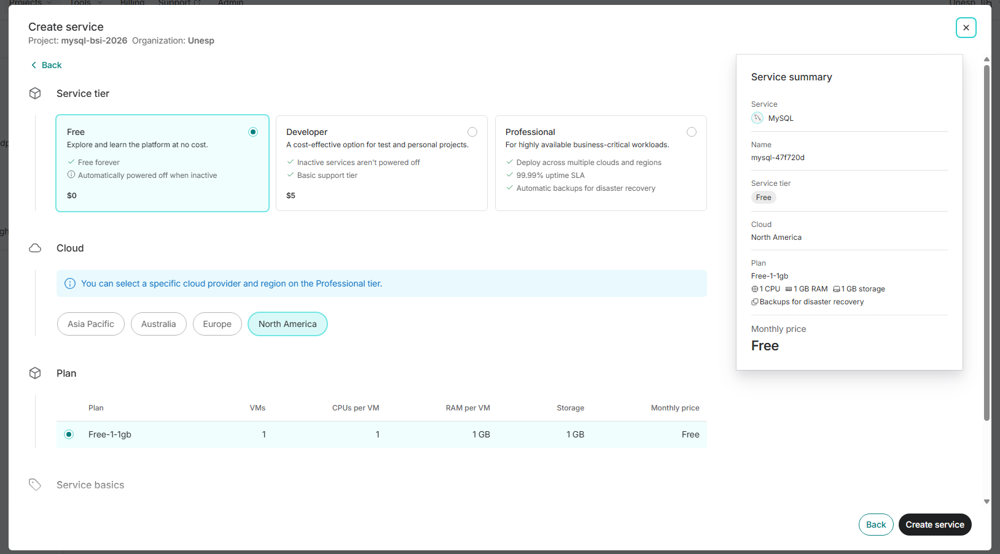 Projects Tools Billing Support Admin Unesp
Create service
Project: mysql-bsi-2026 Organization: Unesp
Back
Service tier
Free
Explore and learn the platform at no cost.
Free forever
Automatically powered off when inactive
$0
Developer
A cost-effective option for test and personal projects.
Inactive services aren't powered off
Basic support tier
$5
Professional
For highly available business-critical workloads.
Deploy across multiple clouds and regions
99.99% uptime SLA
Automatic backups for disaster recovery
Cloud
You can select a specific cloud provider and region on the Professional tier.
Asia Pacific Australia Europe North America
Plan
Plan VMs CPUs per VM RAM per VM Storage Monthly price
Free-1-1gb 1 1 1 GB 1 GB Free
Service basics
Service summary
Service
MySQL
Name
mysql-47f720d
Service tier
Free
Cloud
North America
Plan
Free-1-1gb
1 CPU 1 GB RAM 1 GB storage
Backups for disaster recovery
Monthly price
Free
Back Create service